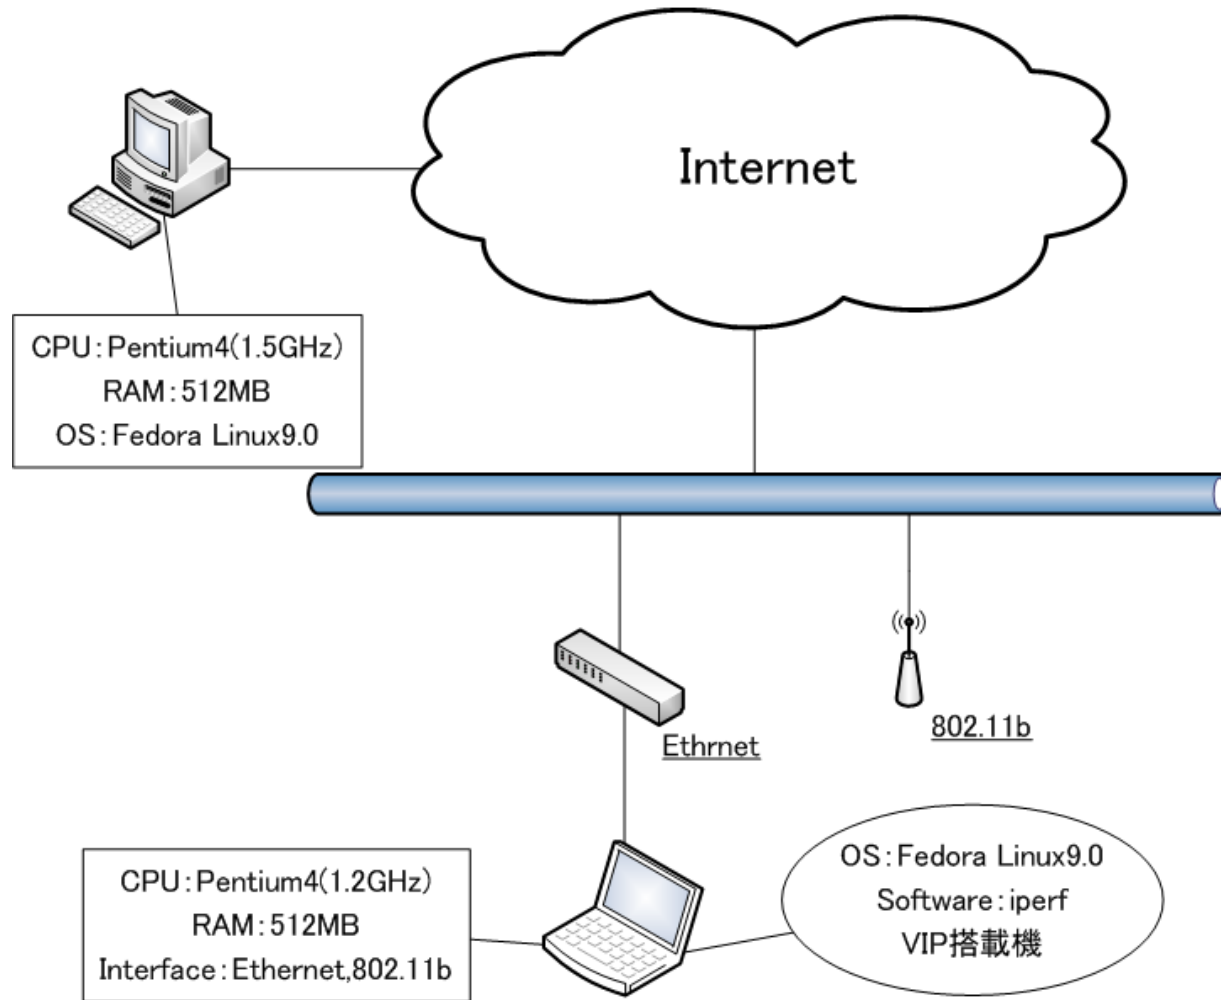 Internet
CPU：Pentium4(1.5GHz)
RAM：512MB
OS：Fedora Linux9.0
Ethrnet
802.11b
CPU：Pentium4(1.2GHz)
RAM：512MB
Interface：Ethernet,802.11b
OS：Fedora Linux9.0
Software：iperf
VIP搭載機